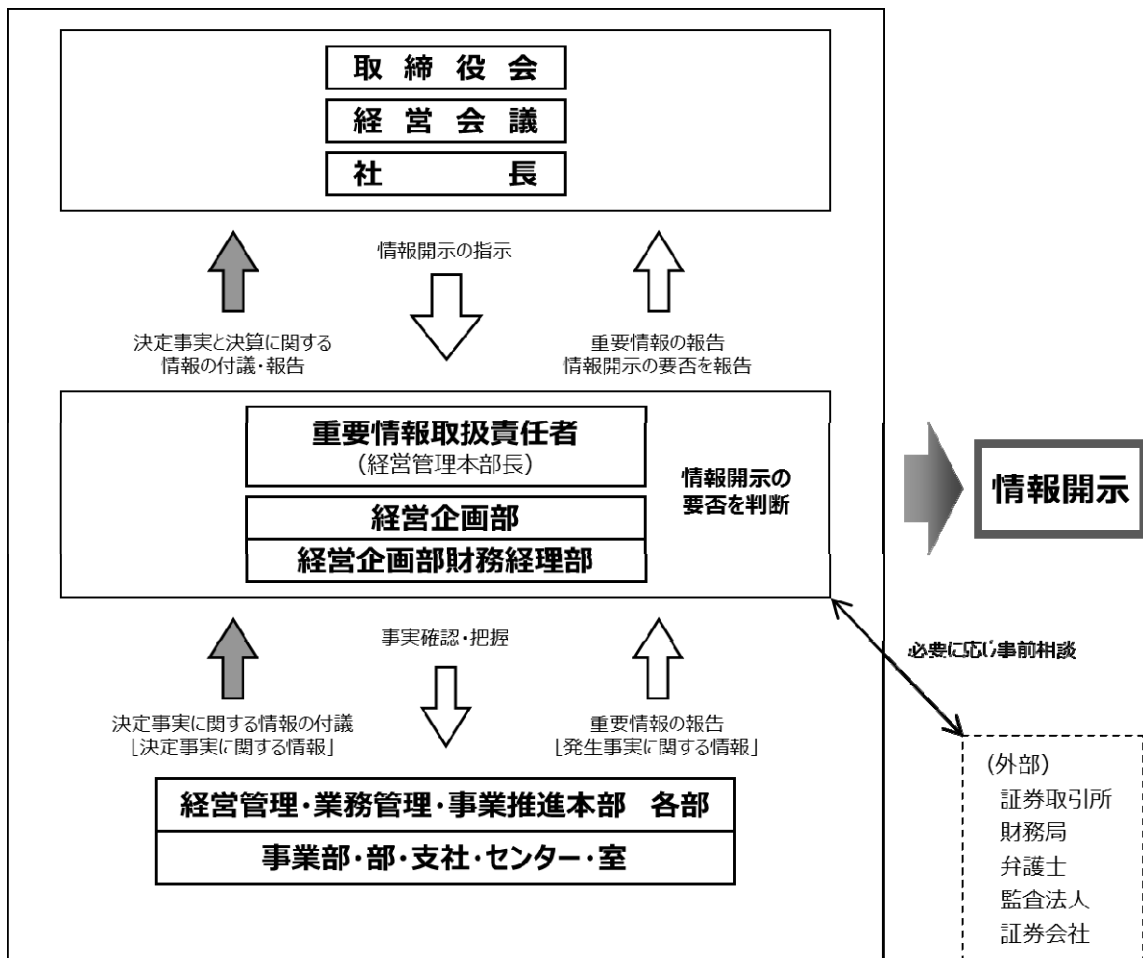 取締役会
経営会議
社長
情報開示の指示
決定事実と決算に関する
情報の付議・報告
重要情報の報告
情報開示の要否を報告
重要情報取扱責任者
（経営管理本部長）
経営企画部
経営企画部財務経理部
情報開示の
要否を判断
情報開示
事実確認・把握
必要に応じ事前相談
決定事実に関する情報の付議
｢決定事実に関する情報」
重要情報の報告
｢発生事実に関する情報」
経営管理・業務管理・事業推進本部　各部
事業部・部・支社・センター・室
（外部）
証券取引所
財務局
弁護士
監査法人
証券会社